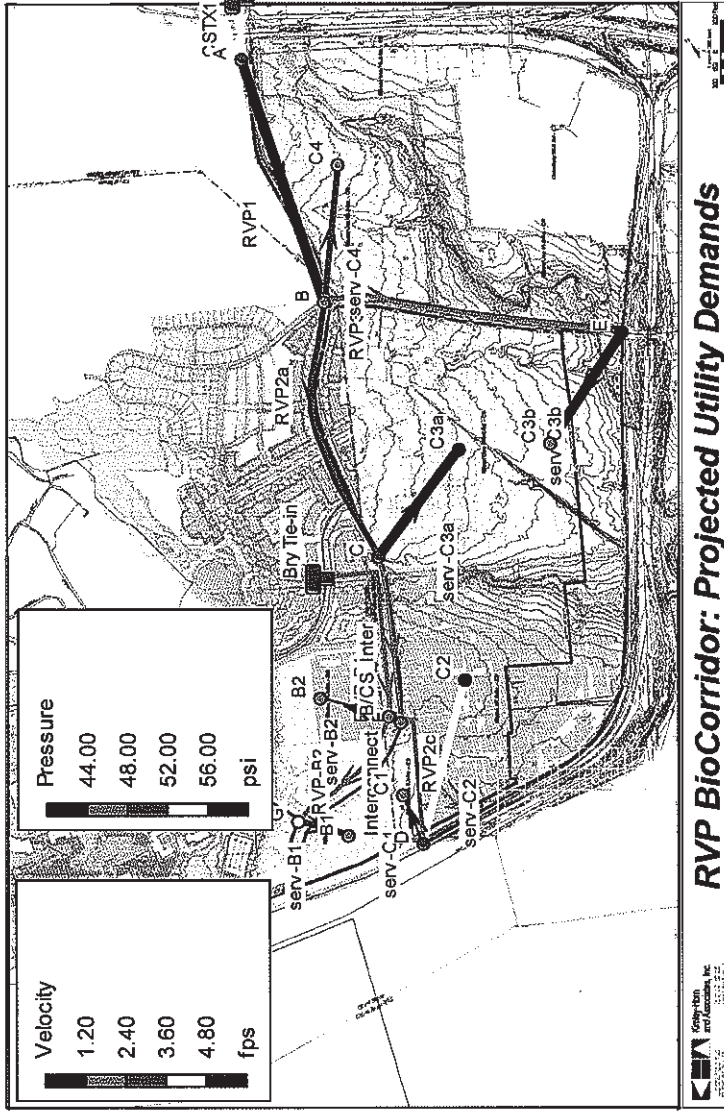 Velocity
1.20
2.40
3.60
4.80
fps
Pressure
44.00
48.00
52.00
56.00
psi
CSTX1
A
RVP1
C4
B
RVP3
serv-C4
RVP2a
E
C3b
serv-C3b
C3a
serv-C3a
C
Bry Tie-in
B/CS_inter
F
B2
serv-B2
RVP-B2
C2
serv-C2
RVP2c
C1
serv-C1
Interconnect
D
B1
serv-B1
G
RVP BioCorridor: Projected Utility Demands
Kimley-Horn
and Associates, Inc.